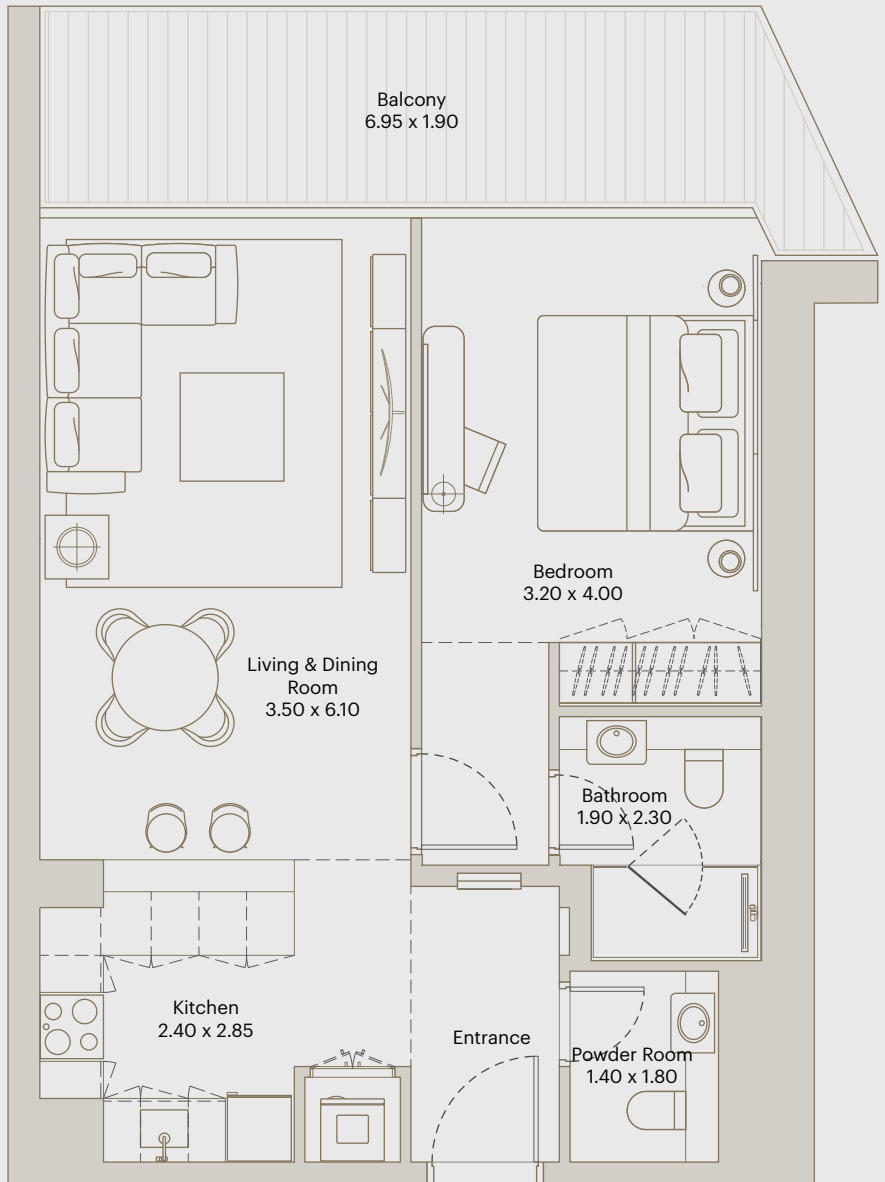 Balcony
6.95 x 1.90
Bedroom
3.20 x 4.00
Living & Dining
Room
3.50 x 6.10
Bathroom
1.90 x 2.30
Kitchen
2.40 x 2.85
Entrance
Powder Room
1.40 x 1.80